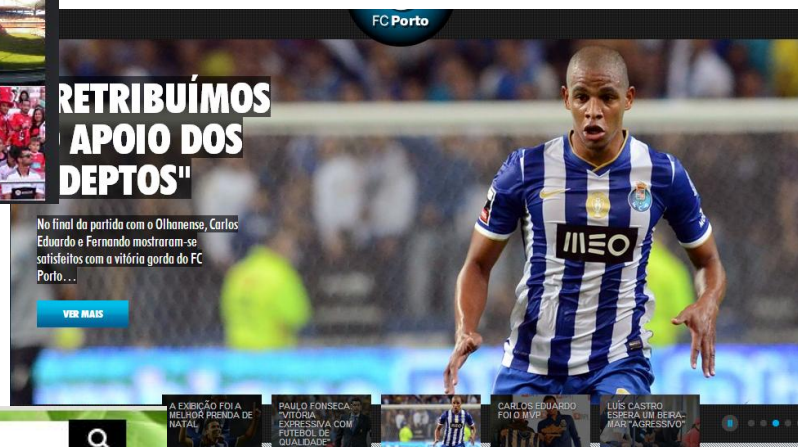 FC Porto
RETRIBUÍMOS
APOIO DOS
DEPTOS"
No final da partida com o Olhanense, Carlos
Eduardo e Fernando mostraram-se
satisfeitos com a vitória gorda do FC
Porto...
VER MAIS
MEO
A EXIBIÇÃO FOI A
MELHOR PRENDA DE
NATAL
PAULO FONSECA:
"VITÓRIA
EXPRESSIVA COM
FUTEBOL DE
QUALIDADE"
CARLOS EDUARDO
FOI O MVP
LUÍS CASTRO
ESPERA UM BEIRA-
MAR "AGRESSIVO"